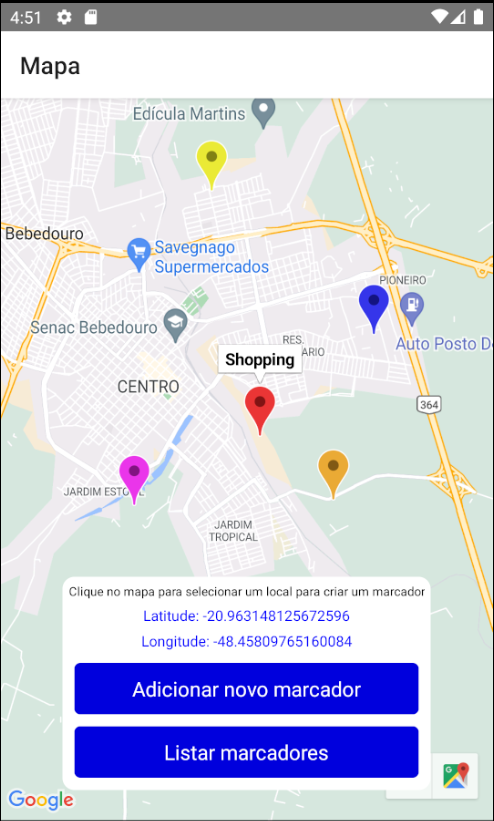 4:51
Mapa
Edícula Martins
Bebedouro
Savegnago
Supermercados
PIONEIRO
Senac Bebedouro
Auto Posto De
RES.
ARIO
Shopping
CENTRO
364
JARDIM ESTO
JARDIM
TROPICAL
Clique no mapa para selecionar um local para criar um marcador
Latitude: -20.963148125672596
Longitude: -48.45809765160084
Adicionar novo marcador
Listar marcadores
Google